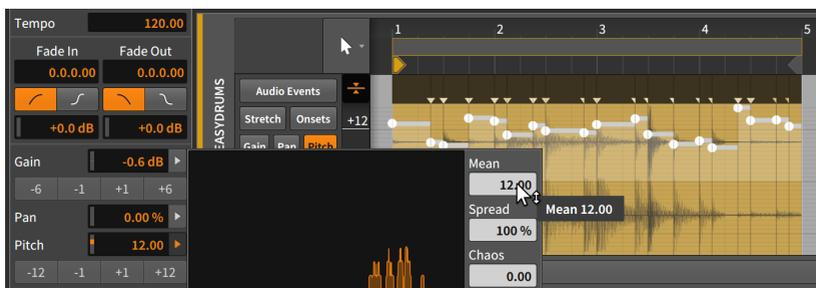 Tempo 120.00
Fade In Fade Out
0.0.0.00 0.0.0.00
+0.0 dB +0.0 dB
Gain -0.6 dB
-6 -1 +1 +6
Pan 0.00 %
Pitch 12.00
-12 -1 +1 +12
EASYDRUMS
Audio Events
Stretch Onsets
Gain Pan Pitch
+12
1 2 3 4 5
Mean
12.00
Mean 12.00
Spread
100 %
Chaos
0.00